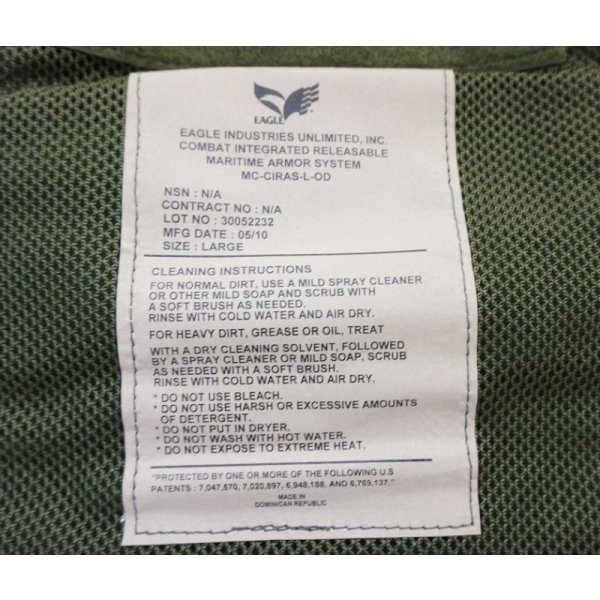 EAGLE
EAGLE INDUSTRIES UNLIMITED, INC.
COMBAT INTEGRATED RELEASABLE
MARITIME ARMOR SYSTEM
MC-CIRAS-L-OD
NSN : N/A
CONTRACT NO : N/A
LOT NO : 30052232
MFG DATE : 05/10
SIZE : LARGE
CLEANING INSTRUCTIONS
FOR NORMAL DIRT, USE A MILD SPRAY CLEANER
OR OTHER MILD SOAP AND SCRUB WITH
A SOFT BRUSH AS NEEDED.
RINSE WITH COLD WATER AND AIR DRY.
FOR HEAVY DIRT, GREASE OR OIL, TREAT
WITH A DRY CLEANING SOLVENT, FOLLOWED
BY A SPRAY CLEANER OR MILD SOAP, SCRUB
AS NEEDED WITH A SOFT BRUSH.
RINSE WITH COLD WATER AND AIR DRY.
* DO NOT USE BLEACH.
* DO NOT USE HARSH OR EXCESSIVE AMOUNTS
OF DETERGENT.
* DO NOT PUT IN DRYER.
* DO NOT WASH WITH HOT WATER.
* DO NOT EXPOSE TO EXTREME HEAT.
"PROTECTED BY ONE OR MORE OF THE FOLLOWING U.S
PATENTS : 7,047,570, 7,020,897, 6,948,188, AND 6,769,137."
MADE IN
DOMINICAN REPUBLIC